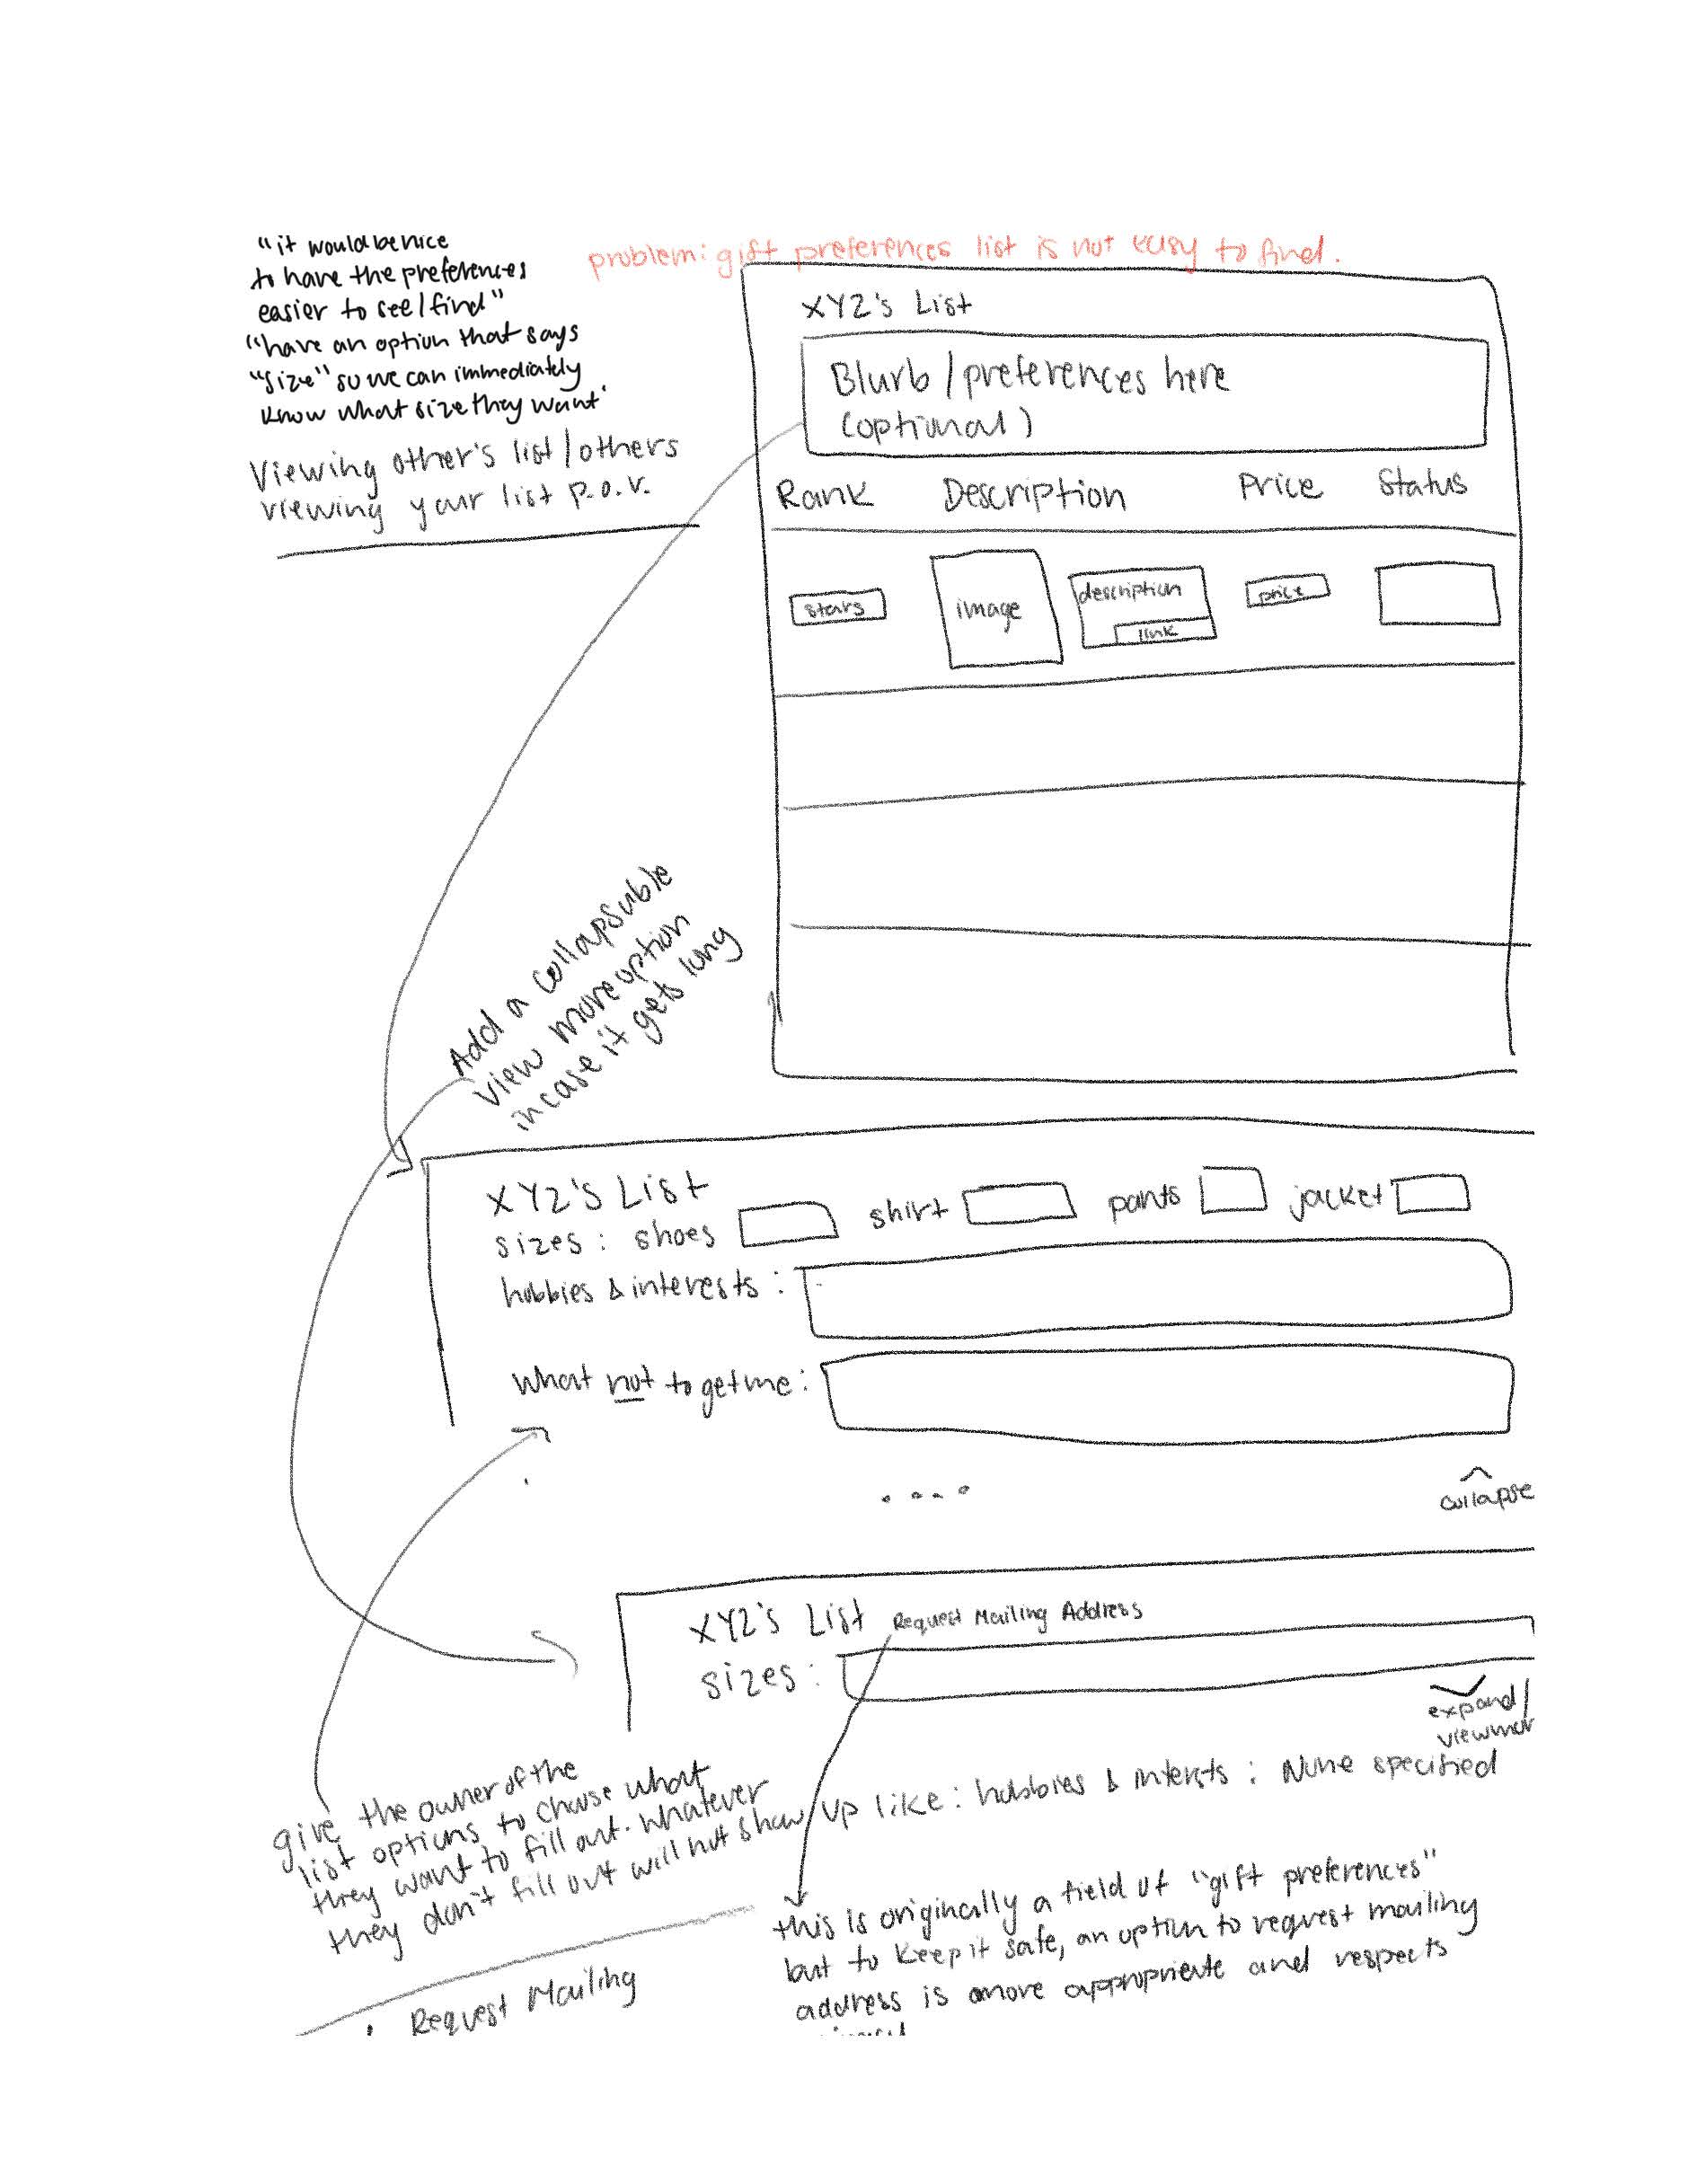 "it would be nice
to have the preferences
easier to see/find"
"have an option that says
"size" so we can immediately
know what size they want"
Viewing other's list/others
viewing your list p.o.v.
problem: gift preferences list is not easy to find.
XYZ's List
Blurb/preferences here
(optional)
Rank Description Price Status
stars image description link price
Add a collapsuble
view more option
incase it gets long
XYZ's List
sizes: shoes shirt pants jacket
hobbies & interests:
What not to get me:
collapse
XYZ's List Request Mailing Address
sizes:
expand/
view mor
give the owner of the
list options to choose what
they want to fill out. Whatever
they don't fill out will not show up like: hobbies & intersts: None specified
this is originally a field of "gift preferences"
but to keep it safe, an option to request mailing
address is more appropriate and respects
Request Mailing